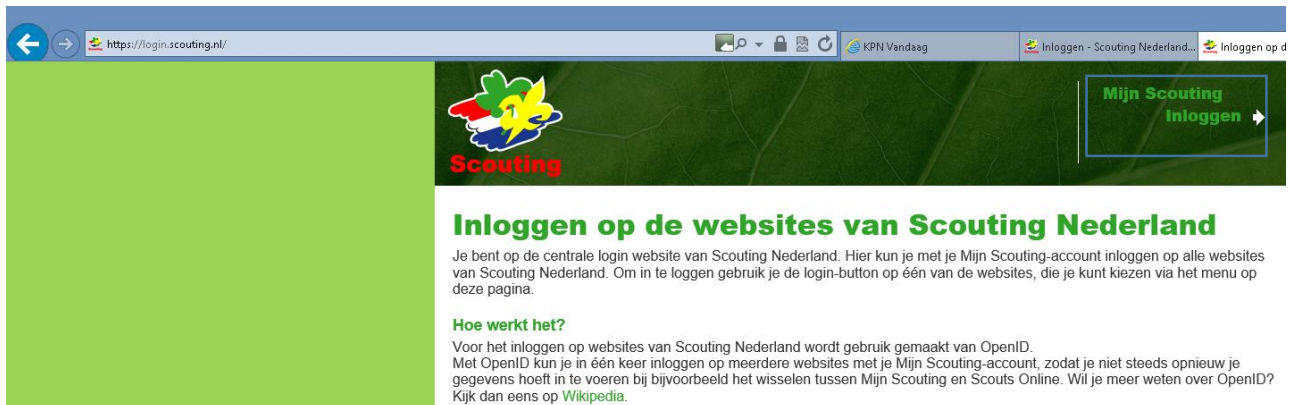 https://login.scouting.nl/
KPN Vandaag
Inloggen - Scouting Nederland...
Inloggen op d
Scouting
Mijn Scouting
Inloggen
Inloggen op de websites van Scouting Nederland
Je bent op de centrale login website van Scouting Nederland. Hier kun je met je Mijn Scouting-account inloggen op alle websites
van Scouting Nederland. Om in te loggen gebruik je de login-button op één van de websites, die je kunt kiezen via het menu op
deze pagina.
Hoe werkt het?
Voor het inloggen op websites van Scouting Nederland wordt gebruik gemaakt van OpenID.
Met OpenID kun je in één keer inloggen op meerdere websites met je Mijn Scouting-account, zodat je niet steeds opnieuw je
gegevens hoeft in te voeren bij bijvoorbeeld het wisselen tussen Mijn Scouting en Scouts Online. Wil je meer weten over OpenID?
Kijk dan eens op Wikipedia.